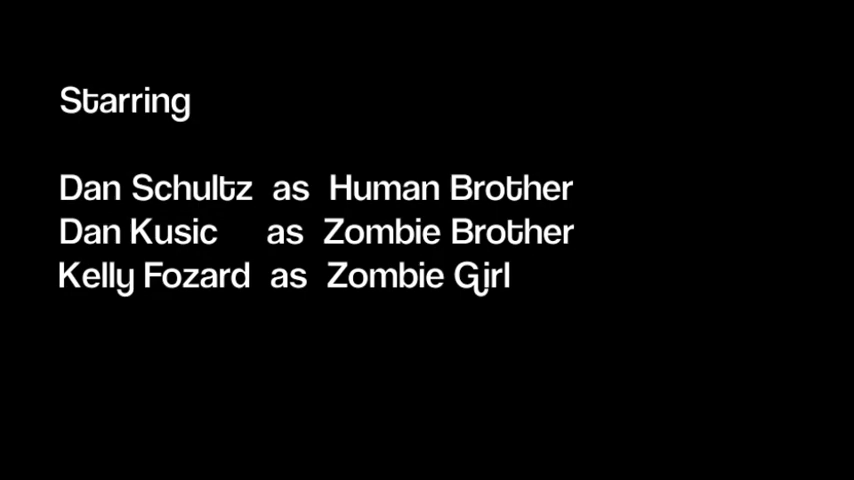 Starring
Dan Schultz as Human Brother
Dan Kusic as Zombie Brother
Kelly Fozard as Zombie Girl